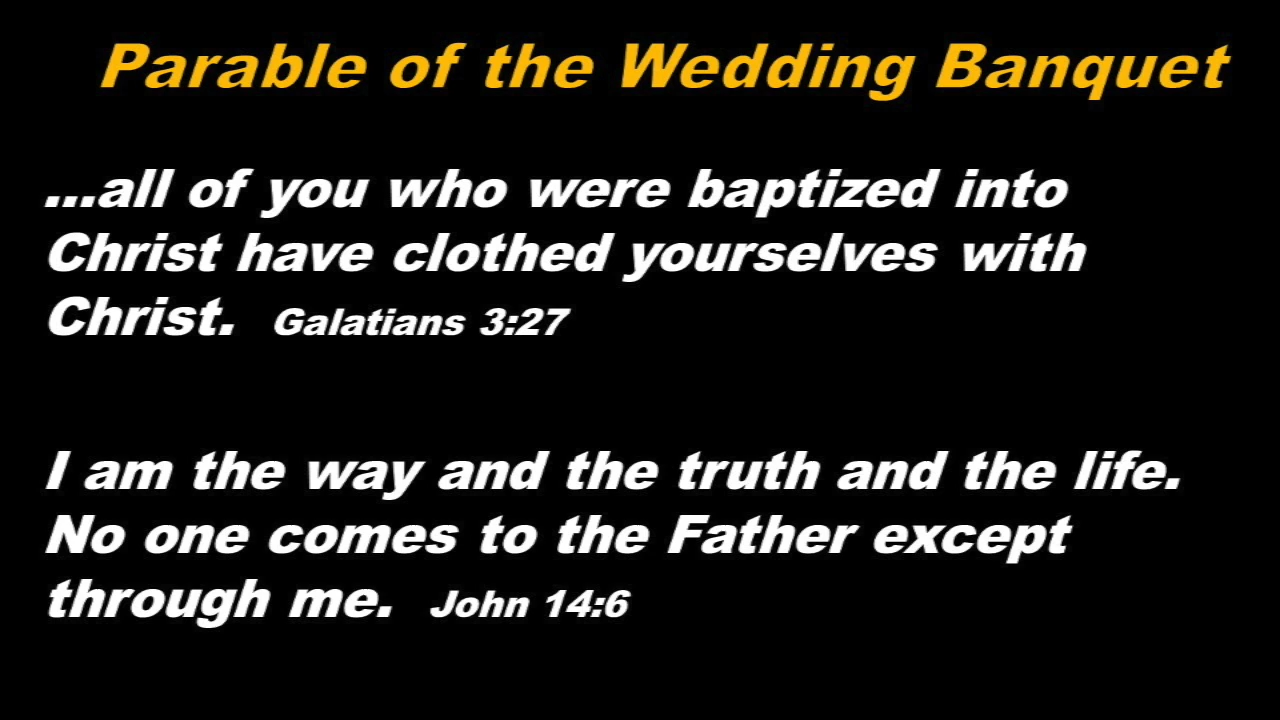 Parable of the Wedding Banquet
...all of you who were baptized into
Christ have clothed yourselves with
Christ. Galatians 3:27
I am the way and the truth and the life.
No one comes to the Father except
through me. John 14:6